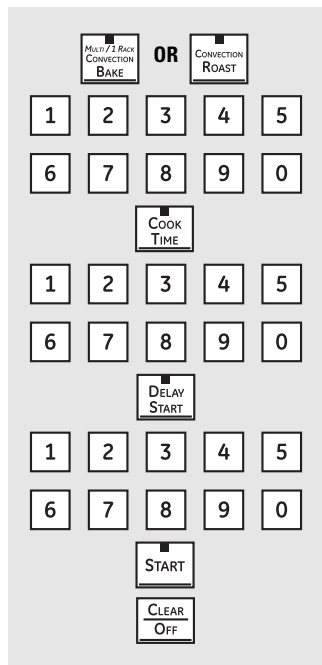 MULTI / 1 RACK
CONVECTION
BAKE
OR
CONVECTION
ROAST
1 2 3 4 5
6 7 8 9 0
COOK
TIME
1 2 3 4 5
6 7 8 9 0
DELAY
START
1 2 3 4 5
6 7 8 9 0
START
CLEAR
OFF